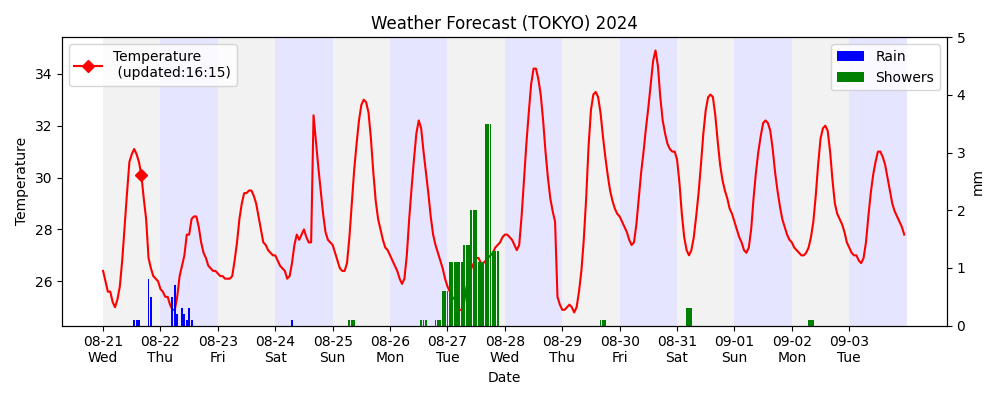 Weather Forecast (TOKYO) 2024
Temperature
(updated:16:15)
Rain
Showers
Temperature
34
32
30
28
26
mm
5
4
3
2
1
0
08-21 08-22 08-23 08-24 08-25 08-26 08-27 08-28 08-29 08-30 08-31 09-01 09-02 09-03
Wed Thu Fri Sat Sun Mon Tue Wed Thu Fri Sat Sun Mon Tue
Date